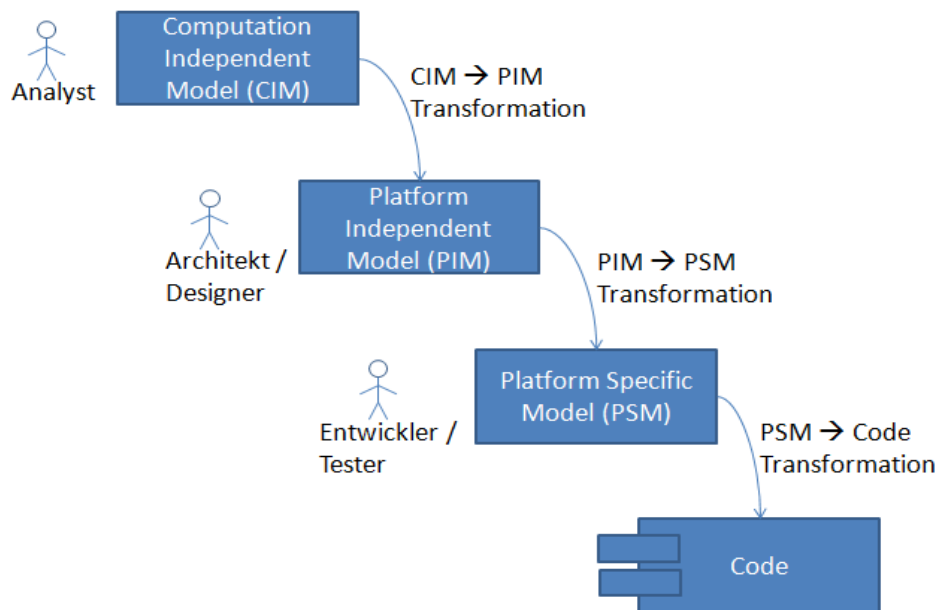 Computation
Independent
Model (CIM)
Analyst
CIM → PIM
Transformation
Platform
Independent
Model (PIM)
Architekt /
Designer
PIM → PSM
Transformation
Platform Specific
Model (PSM)
Entwickler /
Tester
PSM → Code
Transformation
Code